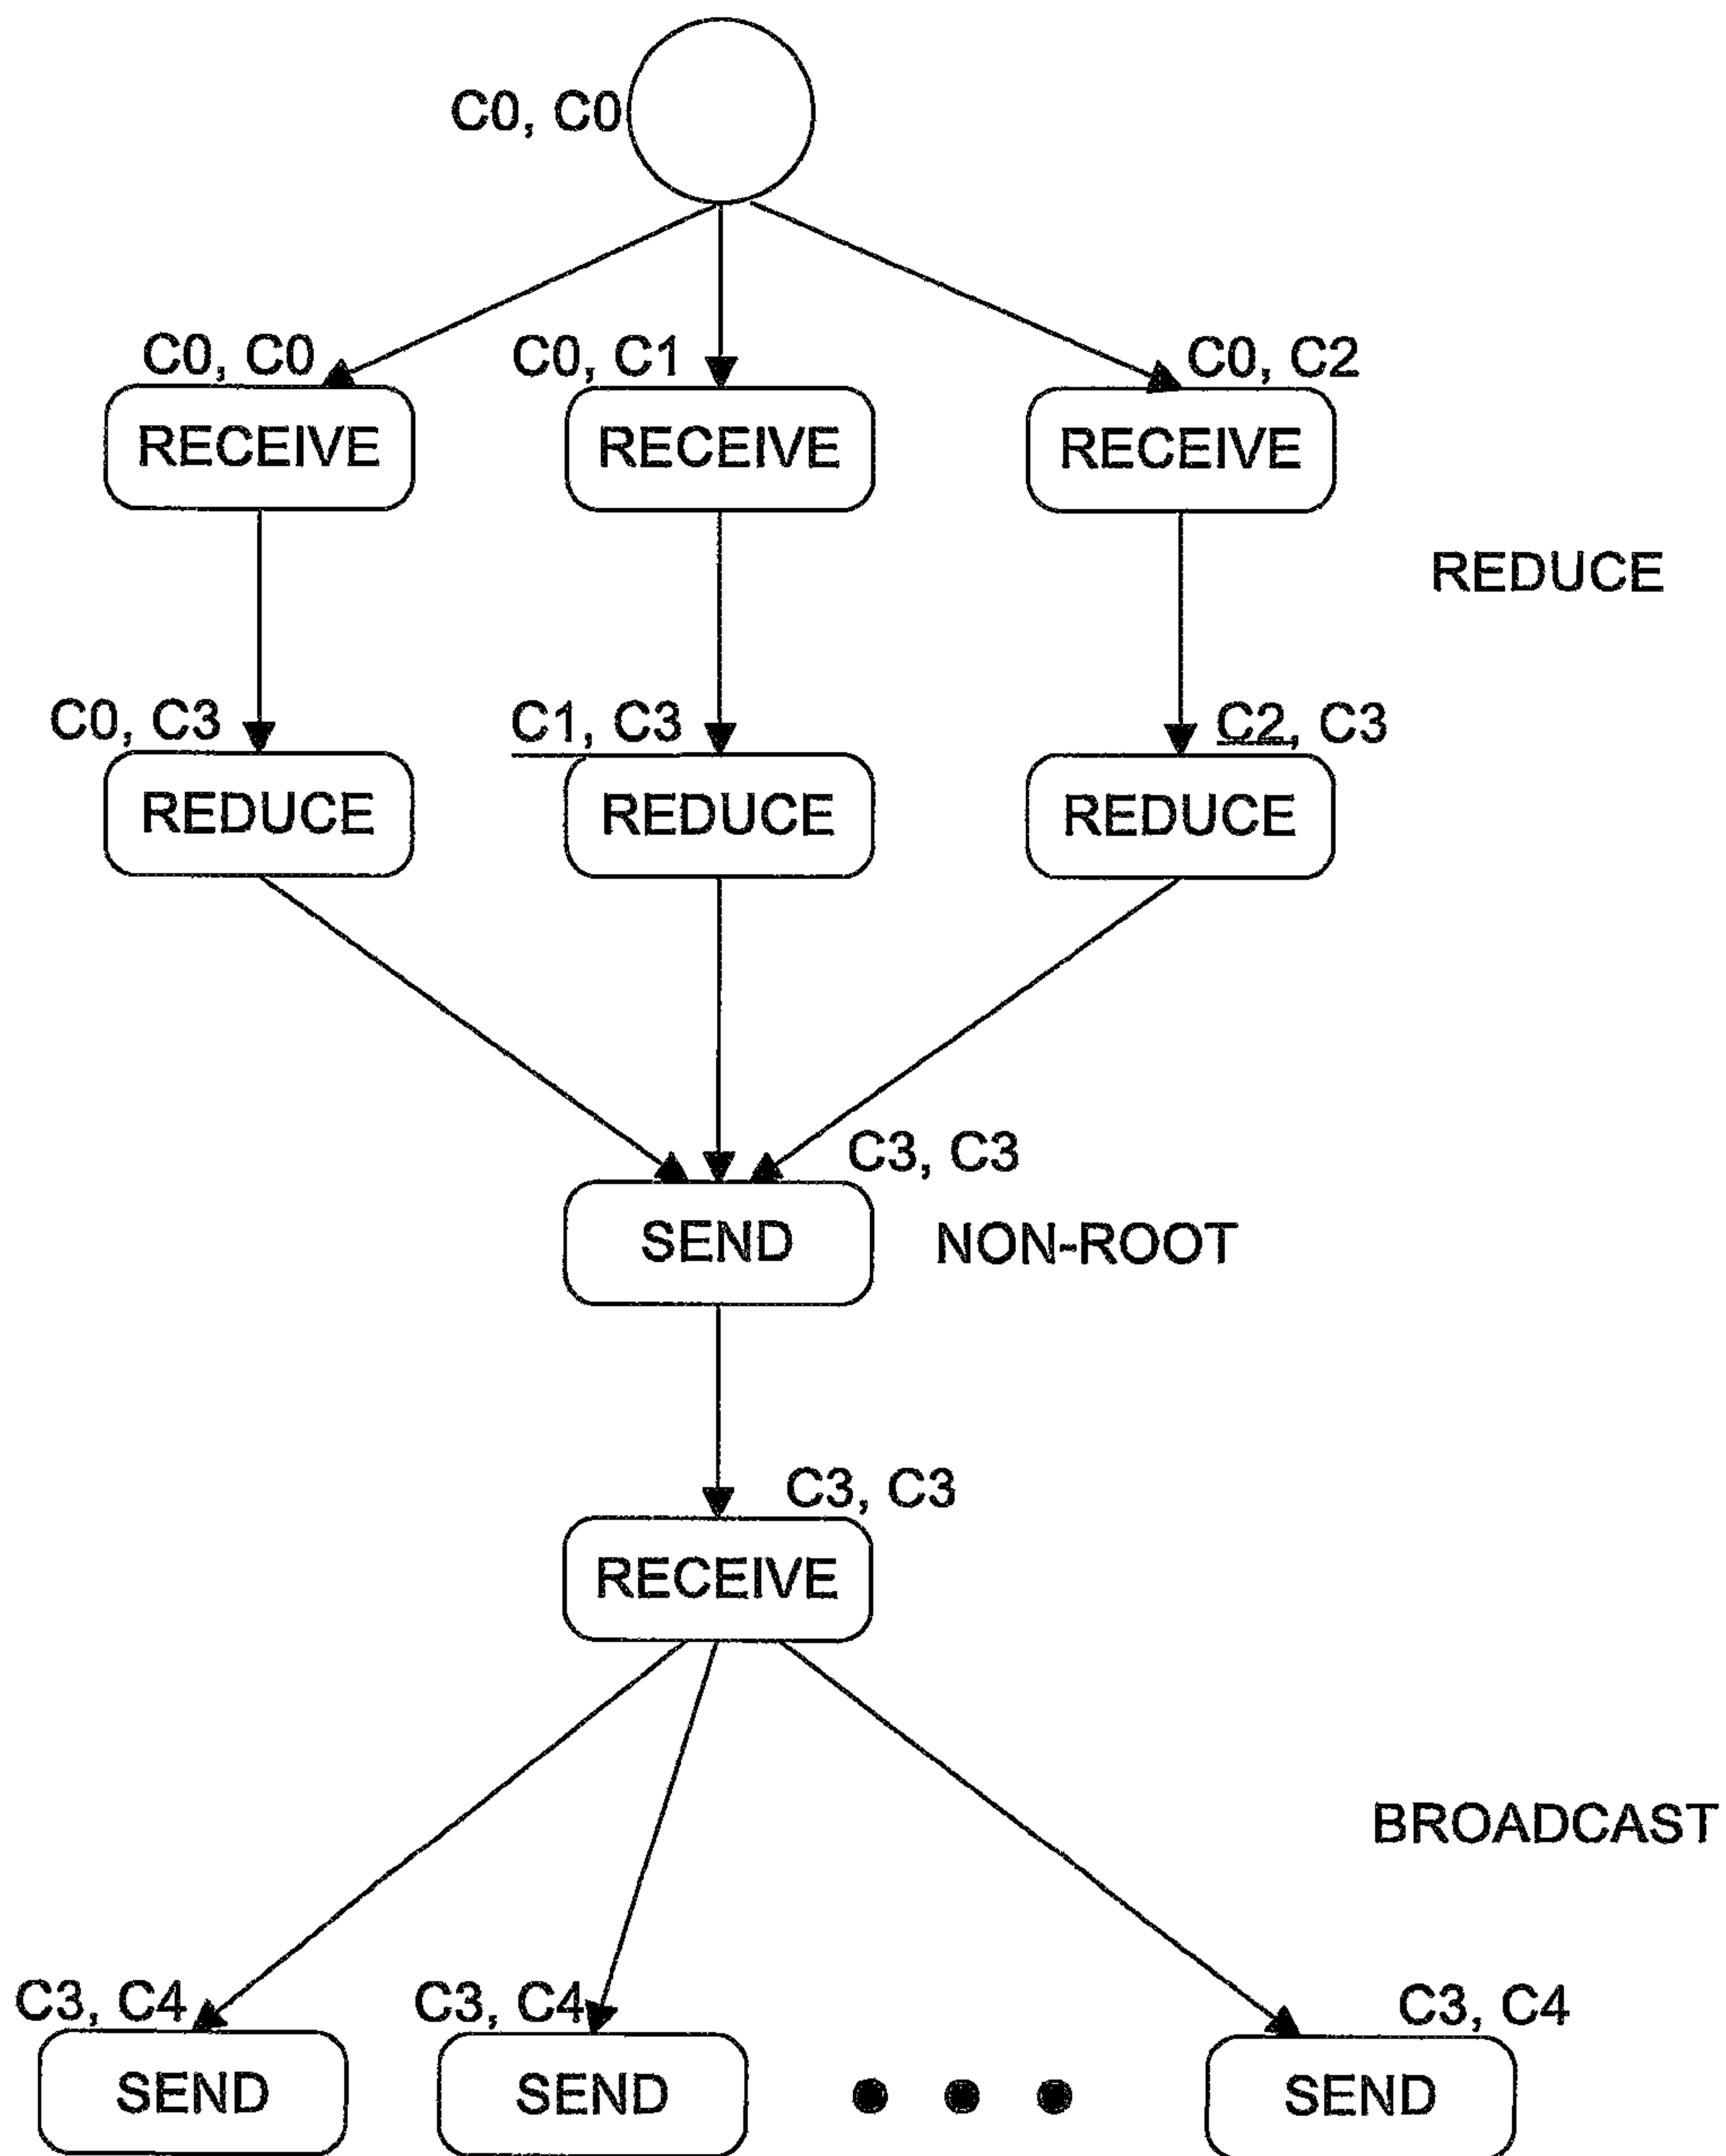 C0, C0
C0, C0
C0, C1
C0, C2
RECEIVE
RECEIVE
RECEIVE
REDUCE
C0, C3
C1, C3
C2, C3
REDUCE
REDUCE
REDUCE
C3, C3
SEND
NON-ROOT
C3, C3
RECEIVE
BROADCAST
C3, C4
C3, C4
C3, C4
SEND
SEND
SEND